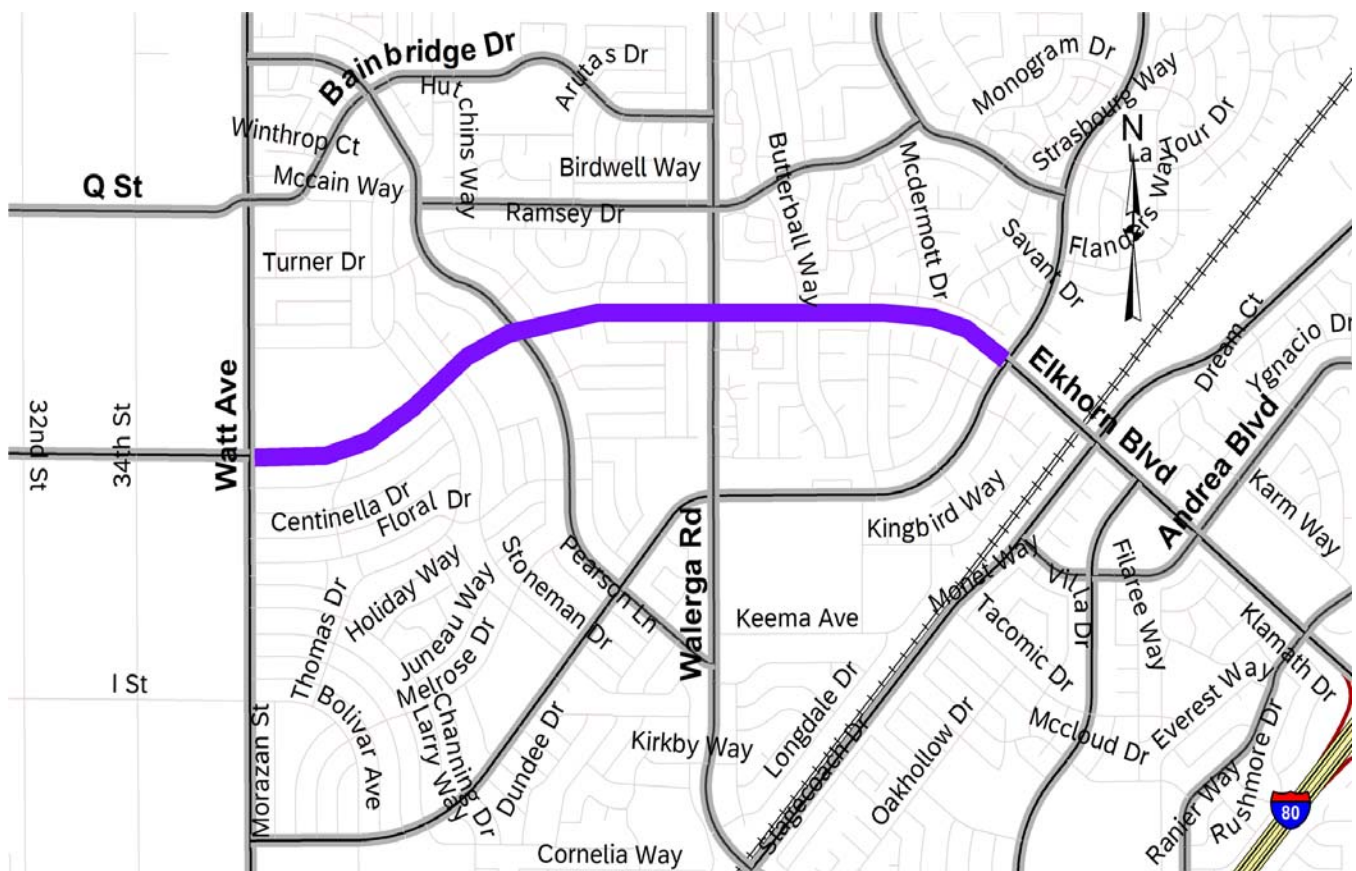 Bainbridge Dr
Arutas Dr
Hutchins Way
Monogram Dr
Strasbourg Way
N
La Tour Dr
Winthrop Ct
Mccain Way
Birdwell Way
Butterball Way
Mcdermott Dr
Flanders Way
Q St
Ramsey Dr
Savant Dr
Turner Dr
Dream Ct
Ygnacio Dr
Elkhorn Blvd
Andrea Blvd
32nd St
34th St
Watt Ave
Karm Way
Centinella Dr
Floral Dr
Kingbird Way
Holiday Way
Thomas Dr
Juneau Way
Stoneman Dr
Pearson Ln
Walerga Rd
Monet Way
Villa Dr
Filaree Way
Keema Ave
Tacomic Dr
Klamath Dr
Melrose Dr
I St
Bolivar Ave
Channing Dr
Larry Way
Dundee Dr
Longdale Dr
Everest Way
Mccloud Dr
Kirkby Way
Morazan St
Stagecoach Dr
Oakhollow Dr
Rushmore Dr
Ranier Way
80
Cornelia Way